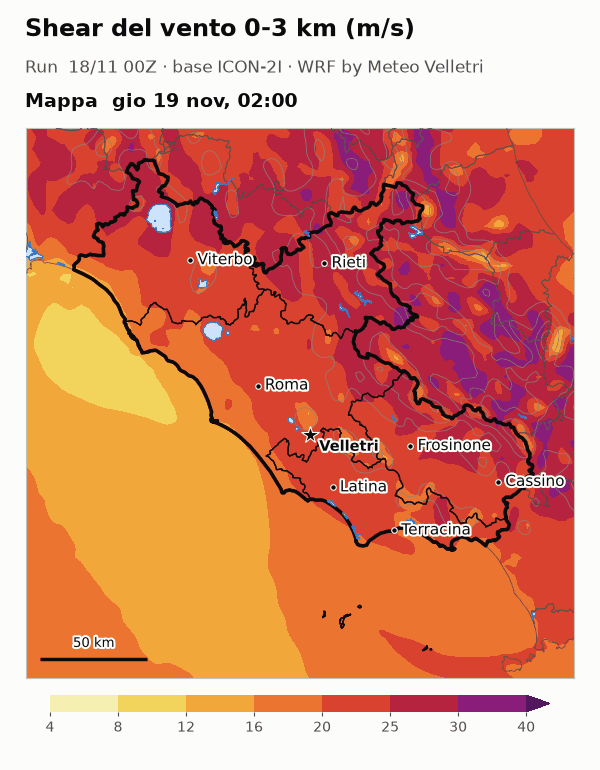 Shear del vento 0-3 km (m/s)
Run  18/11 00Z · base ICON-2I · WRF by Meteo Velletri
Mappa  gio 19 nov, 02:00
Viterbo
Rieti
Roma
Velletri
Frosinone
Cassino
Latina
Terracina
50 km
4 8 12 16 20 25 30 40